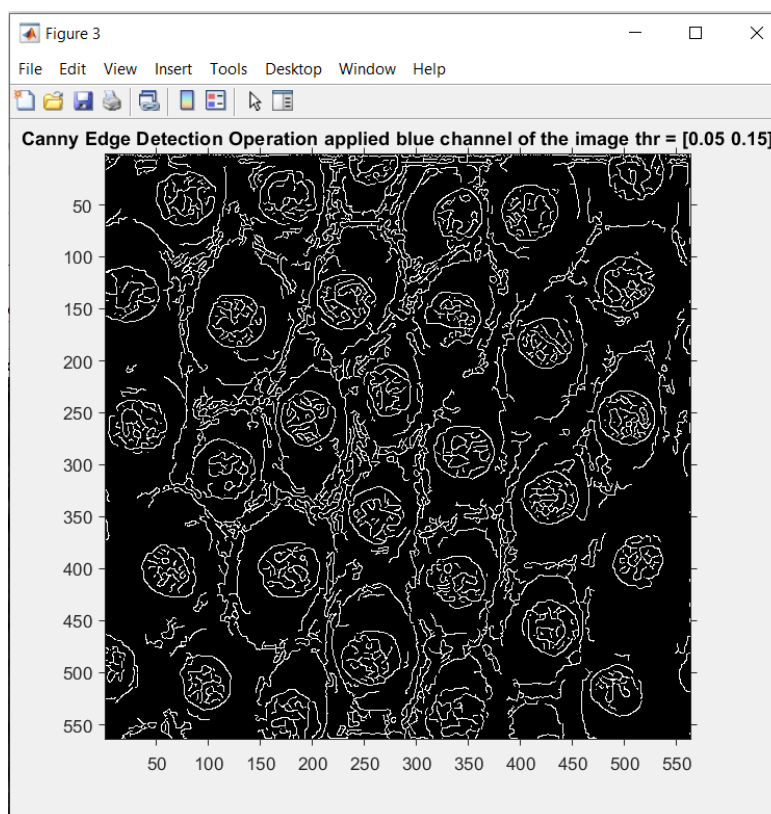 Figure 3
File Edit View Insert Tools Desktop Window Help
Canny Edge Detection Operation applied blue channel of the image thr = [0.05 0.15]
50
100
150
200
250
300
350
400
450
500
550
50 100 150 200 250 300 350 400 450 500 550